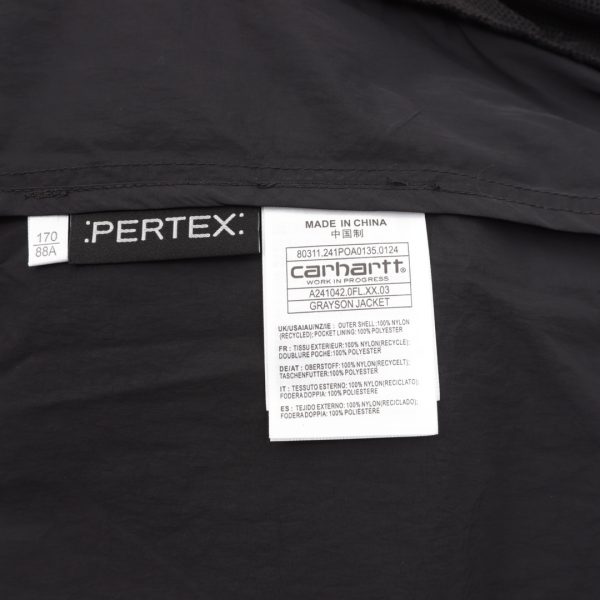 170
88A
:PERTEX:
MADE IN CHINA
中国制
80311.241POA0135.0124
carhartt®
WORK IN PROGRESS
A241042.0FL.XX.03
GRAYSON JACKET
UK/USA/AU/NZ/IE : OUTER SHELL:100% NYLON
(RECYCLED); POCKET LINING:100% POLYESTER
FR : TISSU EXTERIEUR:100% NYLON(RECYCLE);
DOUBLURE POCHE:100% POLYESTER
DE/AT : OBERSTOFF:100% NYLON(RECYCELT);
TASCHENFUTTER:100% POLYESTER
IT : TESSUTO ESTERNO:100% NYLON(RICICLATO);
FODERA DOPPIA:100% POLIESTERE
ES : TEJIDO EXTERNO:100% NYLON(RECICLADO);
FODERA DOPPIA:100% POLIESTERE